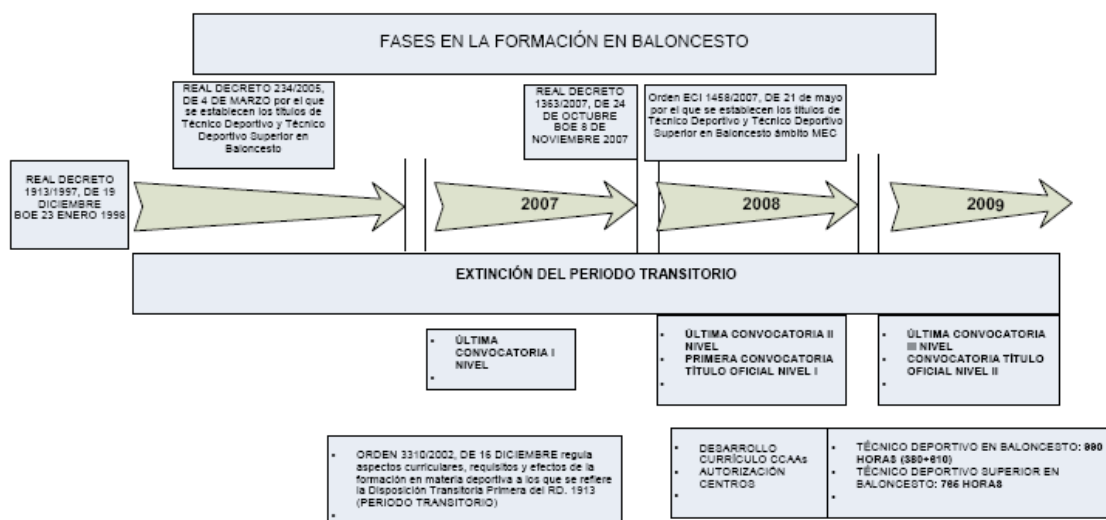 FASES EN LA FORMACIÓN EN BALONCESTO
REAL DECRETO 234/2005,
DE 4 DE MARZO por el que
se establecen los títulos de
Técnico Deportivo y Técnico
Deportivo Superior en
Baloncesto
REAL DECRETO
1363/2007, DE 24
DE OCTUBRE
BOE 8 DE
NOVIEMBRE 2007
Orden ECI 1458/2007, DE 21 de mayo
por el que se establecen los títulos de
Técnico Deportivo y Técnico Deportivo
Superior en Baloncesto ámbito MEC
REAL DECRETO
1913/1997, DE 19
DICIEMBRE
BOE 23 ENERO 1998
2007
2008
2009
EXTINCIÓN DEL PERIODO TRANSITORIO
ÚLTIMA
CONVOCATORIA I
NIVEL
ÚLTIMA CONVOCATORIA II
NIVEL
PRIMERA CONVOCATORIA
TÍTULO OFICIAL NIVEL I
ÚLTIMA CONVOCATORIA
III NIVEL
CONVOCATORIA TÍTULO
OFICIAL NIVEL II
ORDEN 3310/2002, DE 16 DICIEMBRE regula
aspectos curriculares, requisitos y efectos de la
formación en materia deportiva a los que se refiere
la Disposición Transitoria Primera del RD. 1913
(PERIODO TRANSITORIO)
DESARROLLO
CURRÍCULO CCAAs
AUTORIZACIÓN
CENTROS
TÉCNICO DEPORTIVO EN BALONCESTO: 990
HORAS (380+610)
TÉCNICO DEPORTIVO SUPERIOR EN
BALONCESTO: 765 HORAS